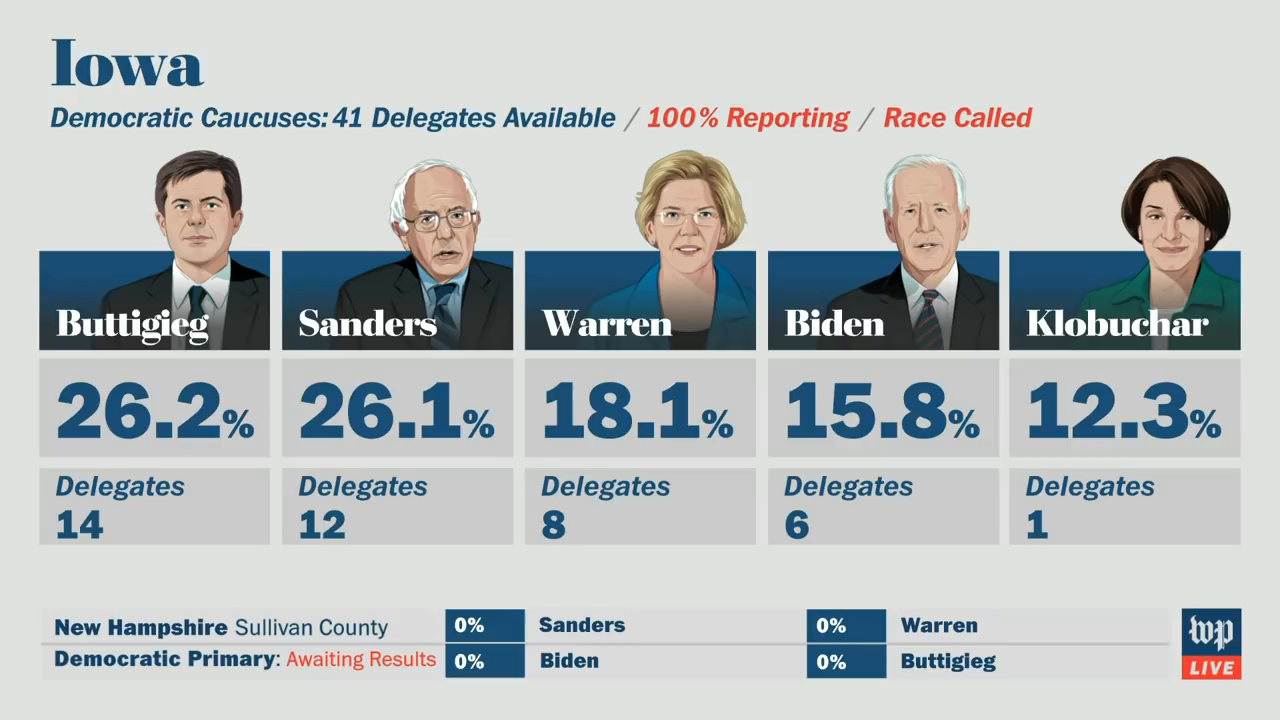 Iowa
Democratic Caucuses: 41 Delegates Available / 100% Reporting / Race Called
Buttigieg Sanders Warren Biden Klobuchar
26.2% 26.1% 18.1% 15.8% 12.3%
Delegates Delegates Delegates Delegates Delegates
14 12 8 6 1
New Hampshire Sullivan County 0% Sanders 0% Warren
Democratic Primary: Awaiting Results 0% Biden 0% Buttigieg
wp
LIVE